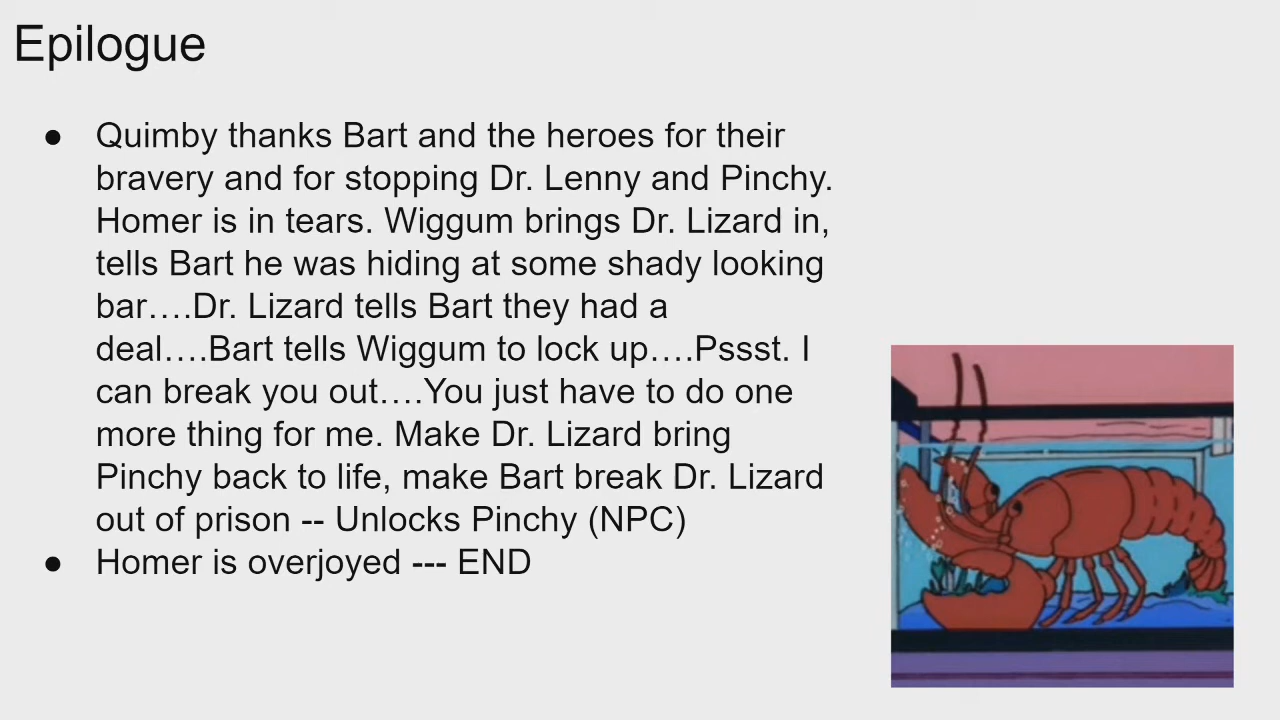 Epilogue
● Quimby thanks Bart and the heroes for their
bravery and for stopping Dr. Lenny and Pinchy.
Homer is in tears. Wiggum brings Dr. Lizard in,
tells Bart he was hiding at some shady looking
bar….Dr. Lizard tells Bart they had a
deal….Bart tells Wiggum to lock up….Pssst. I
can break you out….You just have to do one
more thing for me. Make Dr. Lizard bring
Pinchy back to life, make Bart break Dr. Lizard
out of prison -- Unlocks Pinchy (NPC)
● Homer is overjoyed --- END